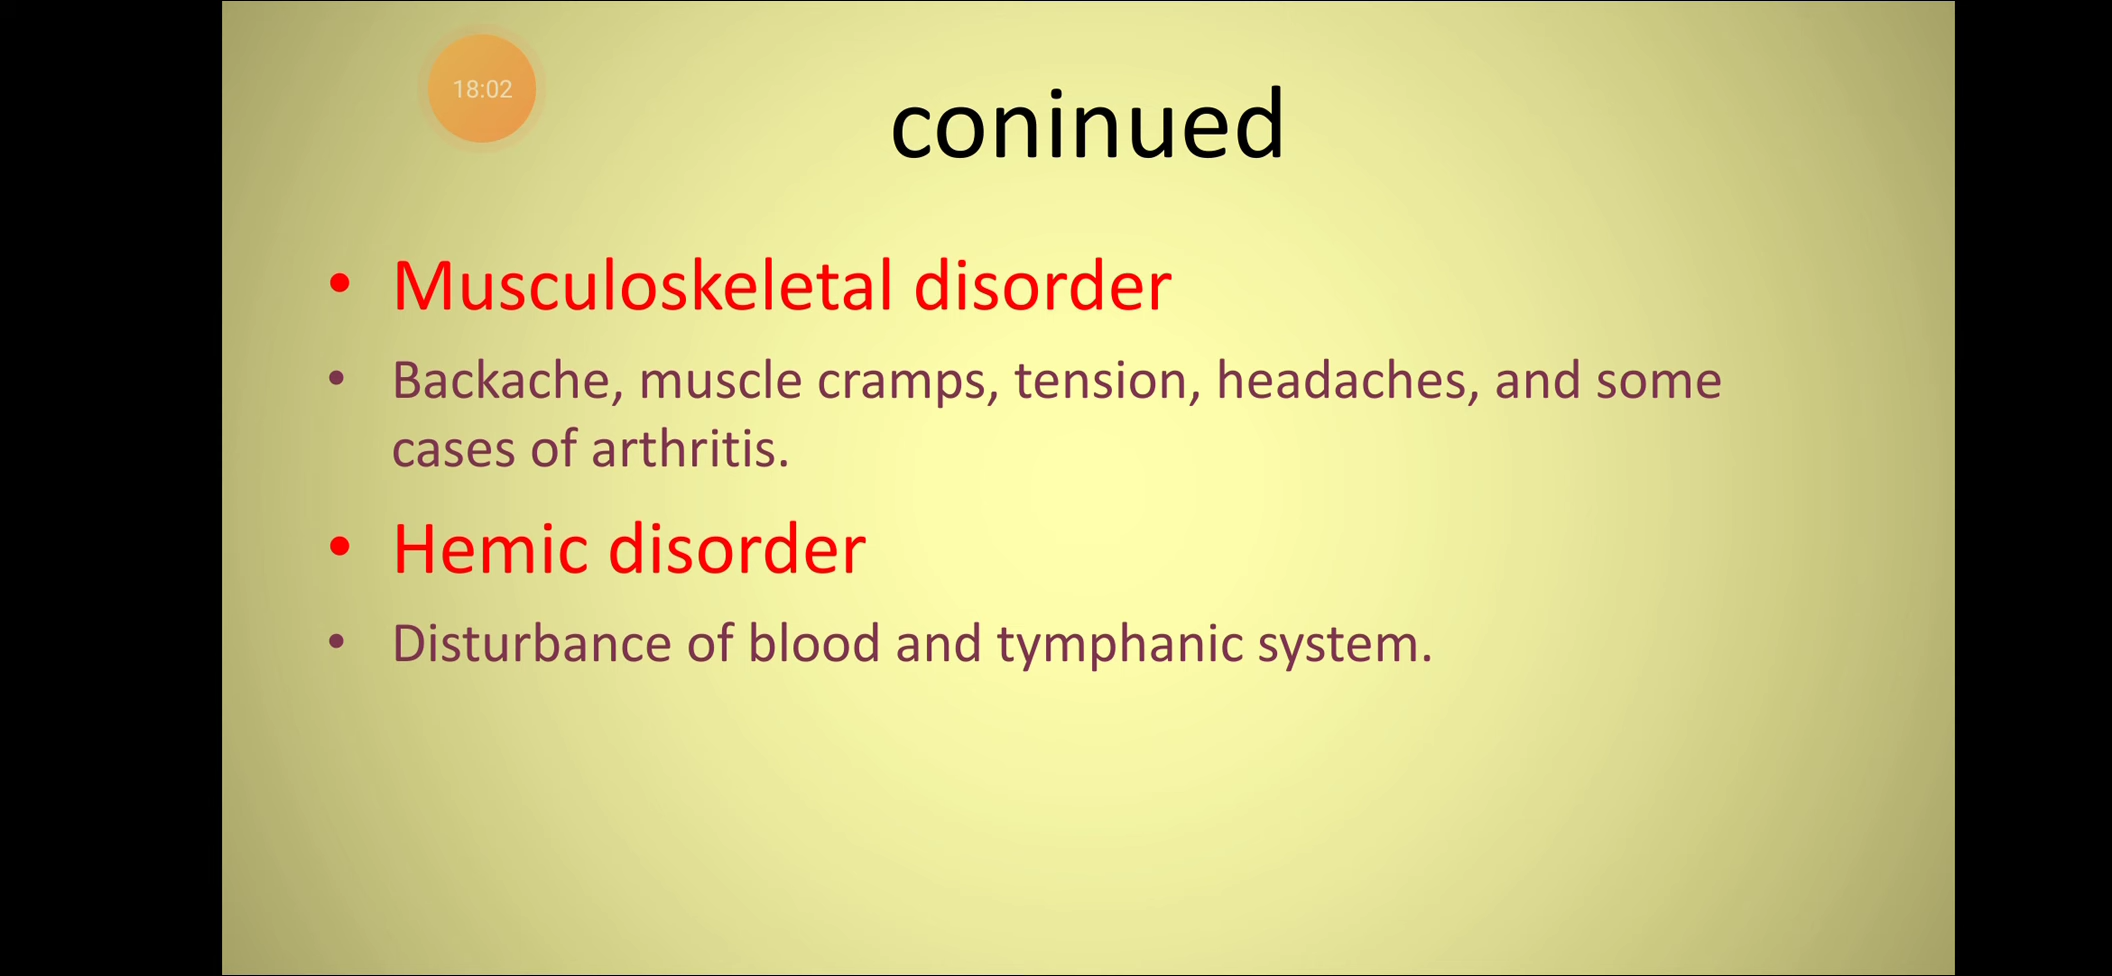 18:02
coninued
• Musculoskeletal disorder
• Backache, muscle cramps, tension, headaches, and some
cases of arthritis.
• Hemic disorder
• Disturbance of blood and tymphanic system.